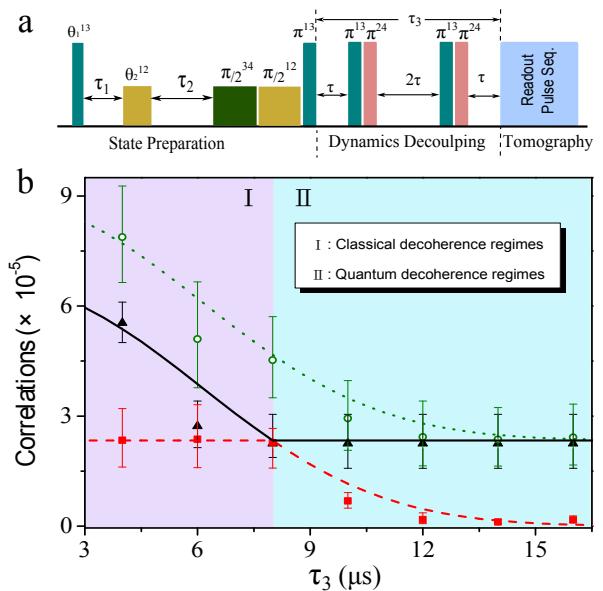 a
θ₁¹³ τ₁ θ₂¹² τ₂ π/2³⁴ π/2¹² π¹³ τ π¹³ π²⁴ 2τ π¹³ π²⁴ τ
τ₃
Readout
Pulse Seq.
State Preparation Dynamics Decoulping Tomography
b
I II
I : Classical decoherence regimes
II : Quantum decoherence regimes
Correlations (× 10⁻⁵)
9
6
3
0
3 6 9 12 15
τ₃ (μs)